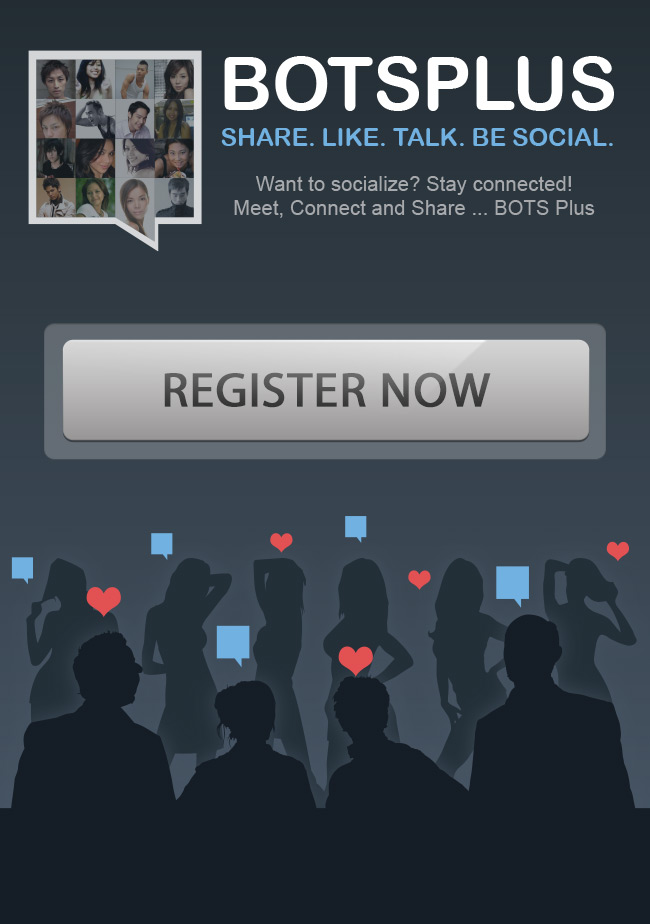 BOTSPLUS
SHARE. LIKE. TALK. BE SOCIAL.
Want to socialize? Stay connected!
Meet, Connect and Share ... BOTS Plus
REGISTER NOW